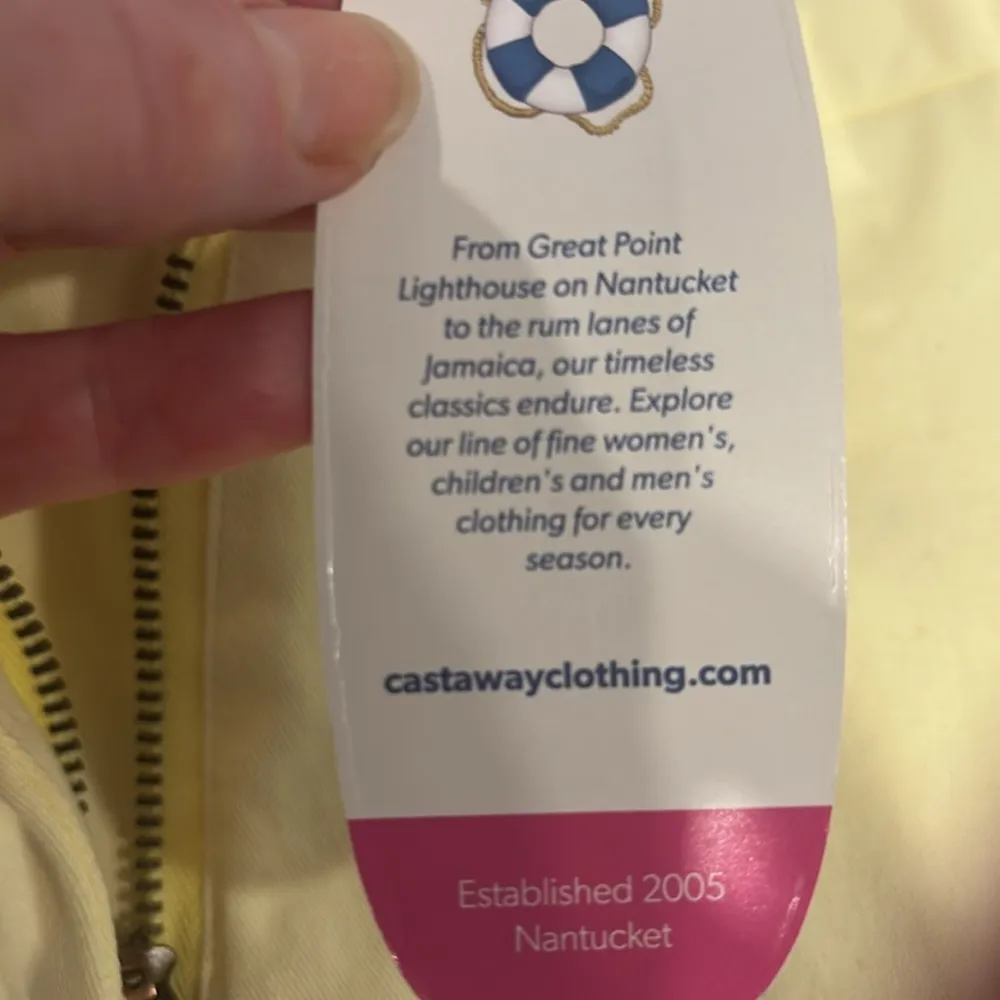 From Great Point
Lighthouse on Nantucket
to the rum lanes of
Jamaica, our timeless
classics endure. Explore
our line of fine women's,
children's and men's
clothing for every
season.
castawayclothing.com
Established 2005
Nantucket